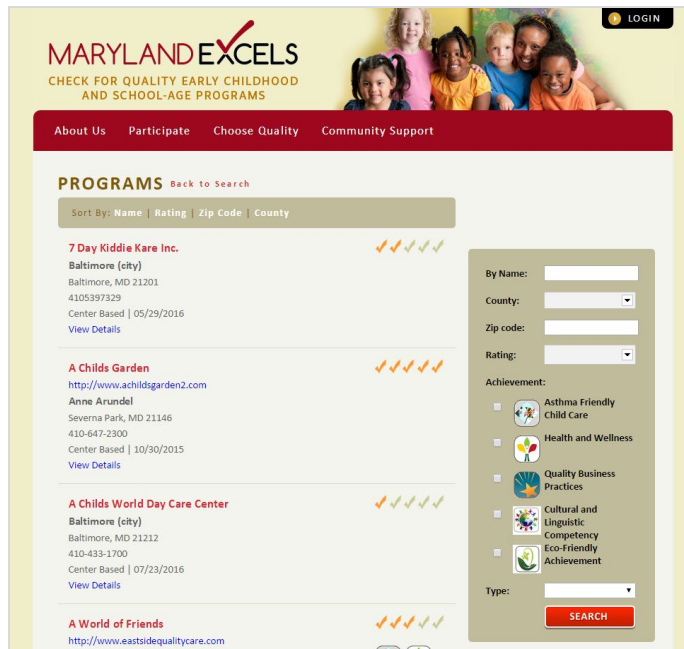 LOGIN
MARYLAND EXCELS
CHECK FOR QUALITY EARLY CHILDHOOD
AND SCHOOL-AGE PROGRAMS
About Us Participate Choose Quality Community Support
PROGRAMS Back to Search
Sort By: Name | Rating | Zip Code | County
7 Day Kiddie Kare Inc.
Baltimore (city)
Baltimore, MD 21201
4105397329
Center Based | 05/29/2016
View Details
A Childs Garden
http://www.achildsgarden2.com
Anne Arundel
Severna Park, MD 21146
410-647-2300
Center Based | 10/30/2015
View Details
A Childs World Day Care Center
Baltimore (city)
Baltimore, MD 21212
410-433-1700
Center Based | 07/23/2016
View Details
A World of Friends
http://www.eastsidequalitycare.com
By Name:
County:
Zip code:
Rating:
Achievement:
Asthma Friendly
Child Care
Health and Wellness
Quality Business
Practices
Cultural and
Linguistic
Competency
Eco-Friendly
Achievement
Type:
SEARCH